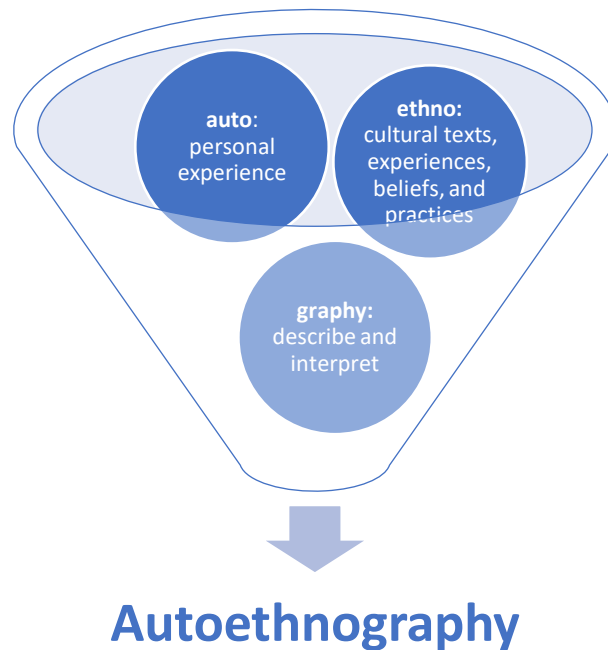 auto:
personal
experience
ethno:
cultural texts,
experiences,
beliefs, and
practices
graphy:
describe and
interpret
Autoethnography